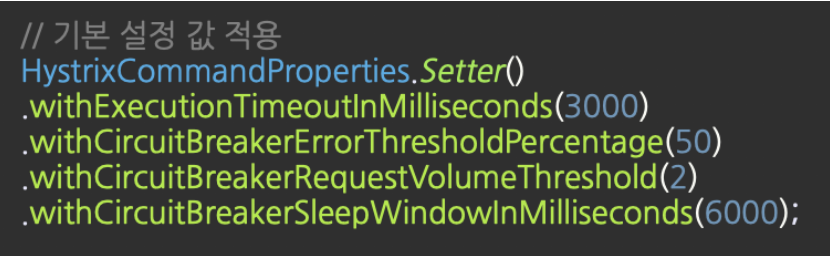 // 기본 설정 값 적용
HystrixCommandProperties.Setter()
.withExecutionTimeoutInMilliseconds(3000)
.withCircuitBreakerErrorThresholdPercentage(50)
.withCircuitBreakerRequestVolumeThreshold(2)
.withCircuitBreakerSleepWindowInMilliseconds(6000);